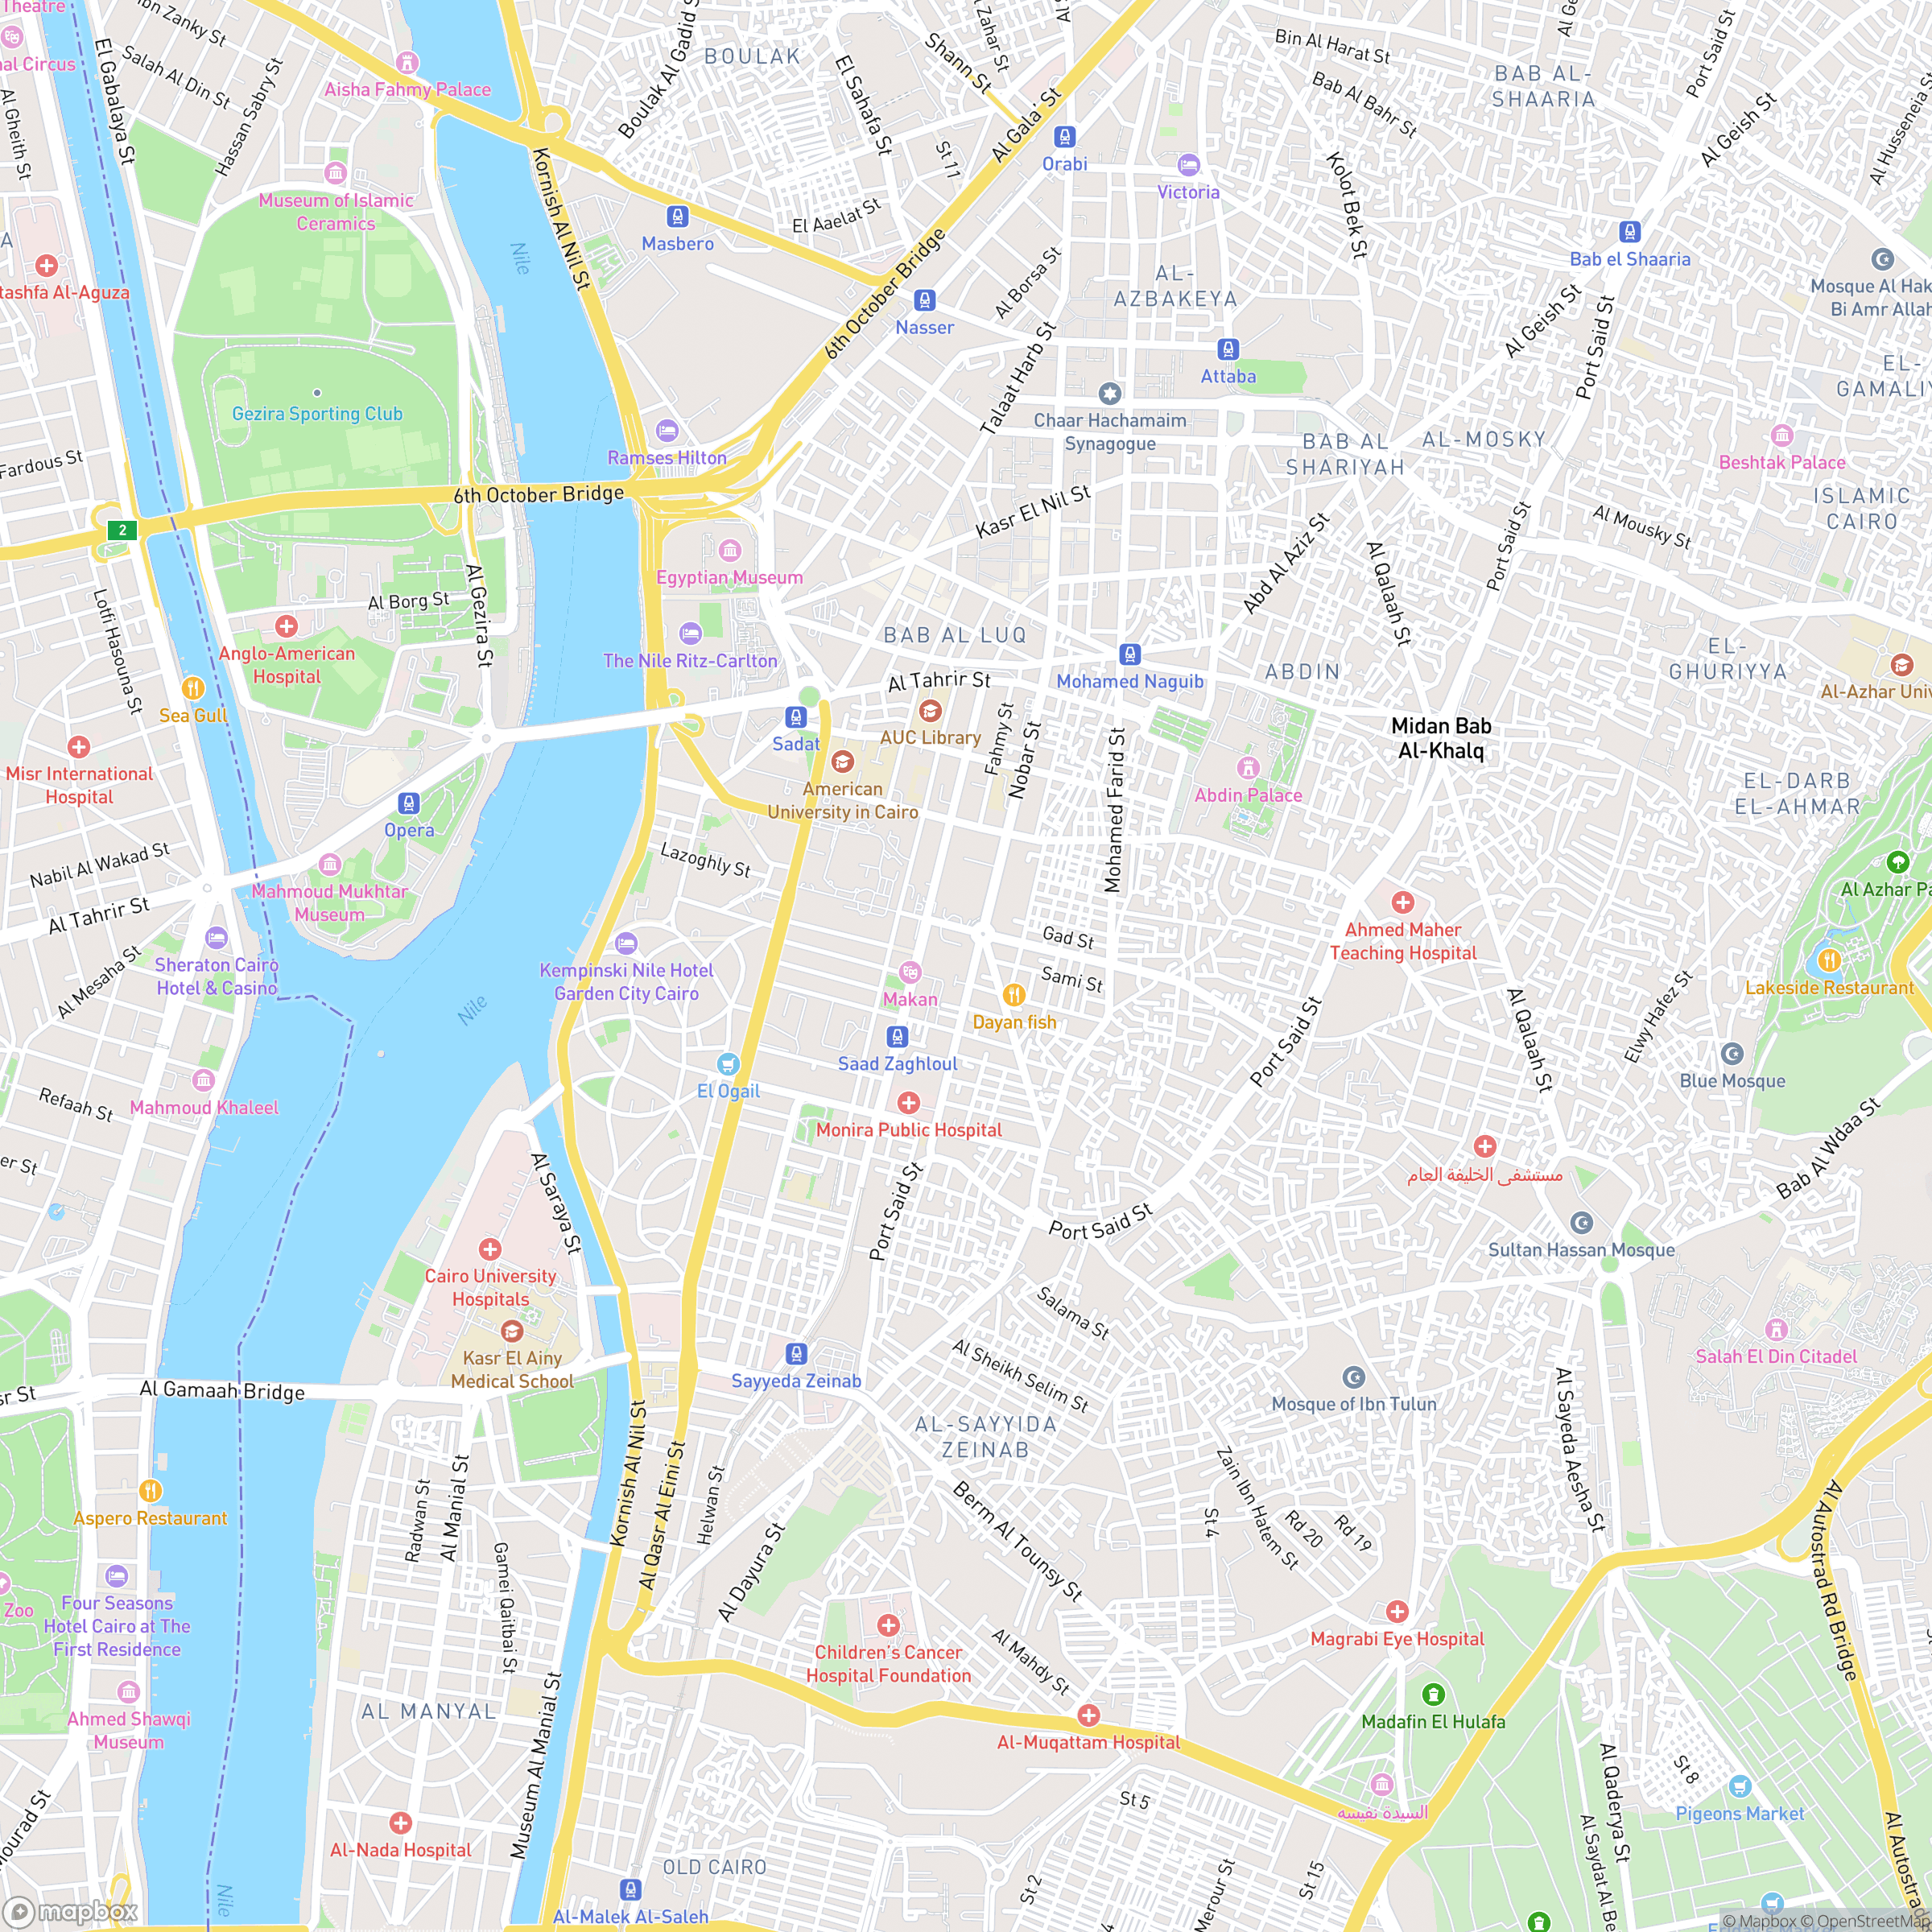 Theatre
nal Circus
El Gabalaya St
Ibn Zanky St
Salah Al Din St
Hassan Sabry St
Al Gheith St
Aisha Fahmy Palace
Museum of Islamic
Ceramics
tashfa Al-Aguza
Kornish Al Nil St
Nile
Boulak Al Gadid S
BOULAK
El Sahafa St
Shann St
St 11
Al Gala' St
El Aaelat St
Masbero
6th October Bridge
Nasser
Al Borsa St
Talaat Harb St
Orabi
Victoria
Bin Al Harat St
Bab Al Bahr St
Kolot Bek St
BAB AL-
SHAARIA
Port Said St
Al Geish St
Al Husseneia S
Bab el Shaaria
Mosque Al Hak
Bi Amr Allah
AL-
AZBAKEYA
Al Geish St
Port Said St
EL-
GAMALIY
Attaba
Chaar Hachamaim
Synagogue
BAB AL
SHARIYAH
AL-MOSKY
Beshtak Palace
ISLAMIC
CAIRO
Gezira Sporting Club
Ramses Hilton
Fardous St
2
6th October Bridge
Kasr El Nil St
Al Mousky St
Port Said St
Abd Al Aziz St
Al Qalaah St
Egyptian Museum
Al Borg St
Al Gezira St
Lotfi Hasouna St
Anglo-American
Hospital
The Nile Ritz-Carlton
BAB AL LUQ
Al Tahrir St
Mohamed Naguib
ABDIN
EL-
GHURIYYA
Al-Azhar Univ
Sea Gull
Misr International
Hospital
Sadat
AUC Library
Fahmy St
Nobar St
Mohamed Farid St
Midan Bab
Al-Khalq
Abdin Palace
EL-DARB
EL-AHMAR
American
University in Cairo
Opera
Nabil Al Wakad St
Lazoghly St
Mahmoud Mukhtar
Museum
Al Tahrir St
Al Azhar Pa
Ahmed Maher
Teaching Hospital
Sheraton Cairo
Hotel & Casino
Al Mesaha St
Kempinski Nile Hotel
Garden City Cairo
Nile
Gad St
Sami St
Makan
Dayan fish
Lakeside Restaurant
Elwy Hafez St
Al Qalaah St
Port Said St
Blue Mosque
Saad Zaghloul
El Ogail
Mahmoud Khaleel
Refaah St
Monira Public Hospital
Bab Al Wdaa St
er St
Al Saraya St
Port Said St
Port Said St
مستشفى الخليفة العام
Sultan Hassan Mosque
Cairo University
Hospitals
Salama St
Kasr El Ainy
Medical School
Sayyeda Zeinab
Al Sheikh Selim St
Salah El Din Citadel
Mosque of Ibn Tulun
sr St
Al Gamaah Bridge
AL-SAYYIDA
ZEINAB
Al Sayeda Aesha St
Kornish Al Nil St
Al Qasr Al Eini St
Helwan St
Radwan St
Al Manial St
Gamei Qaitbai St
Aspero Restaurant
Berm Al Tounsy St
St 4
Zain Ibn Hatem St
Rd 20
Rd 19
Al Autostrad Rd Bridge
Al Dayura St
Zoo
Four Seasons
Hotel Cairo at The
First Residence
Children's Cancer
Hospital Foundation
Al Mahdy St
Magrabi Eye Hospital
Ahmed Shawqi
Museum
AL MANYAL
Museum Al Manial St
Al-Muqattam Hospital
Madafin El Hulafa
Al Qaderya St
St 8
Pigeons Market
السيدة نفيسه
St 5
Mourad St
Al-Nada Hospital
OLD CAIRO
Al-Malek Al-Saleh
St 2
Merour St
St 15
Al Saydat Al Be
Al Autostrad
Nile
mapbox
© Mapbox © OpenStreetMap